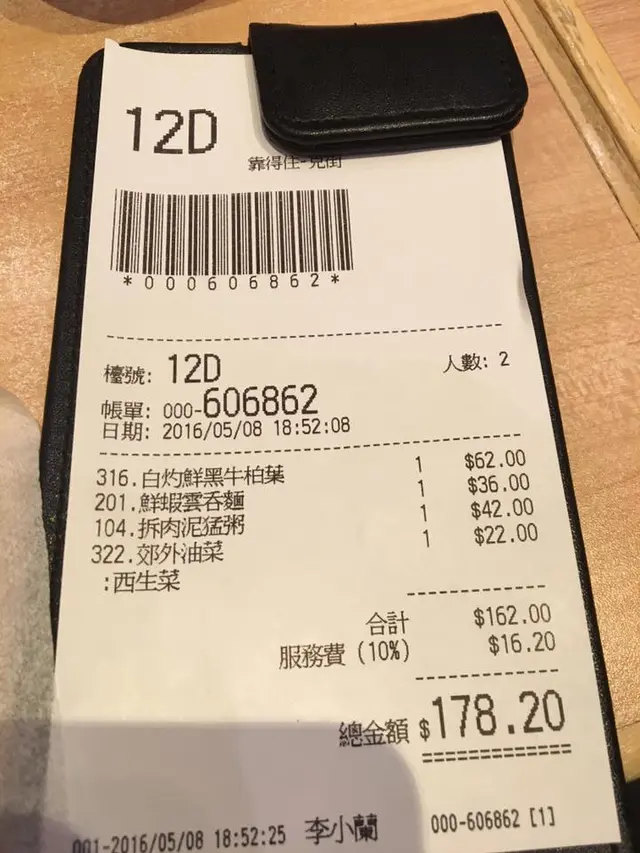 12D
靠得住-兄街
*000606862*
檯號: 12D 人數: 2
帳單: 000-606862
日期: 2016/05/08 18:52:08
316.白灼鮮黑牛柏葉 1 $62.00
201.鮮蝦雲吞麵 1 $36.00
104.拆肉泥鯭粥 1 $42.00
322.郊外油菜 1 $22.00
:西生菜
合計 $162.00
服務費 (10%) $16.20
總金額 $178.20
001-2016/05/08 18:52:25 李小蘭 000-606862 [1]